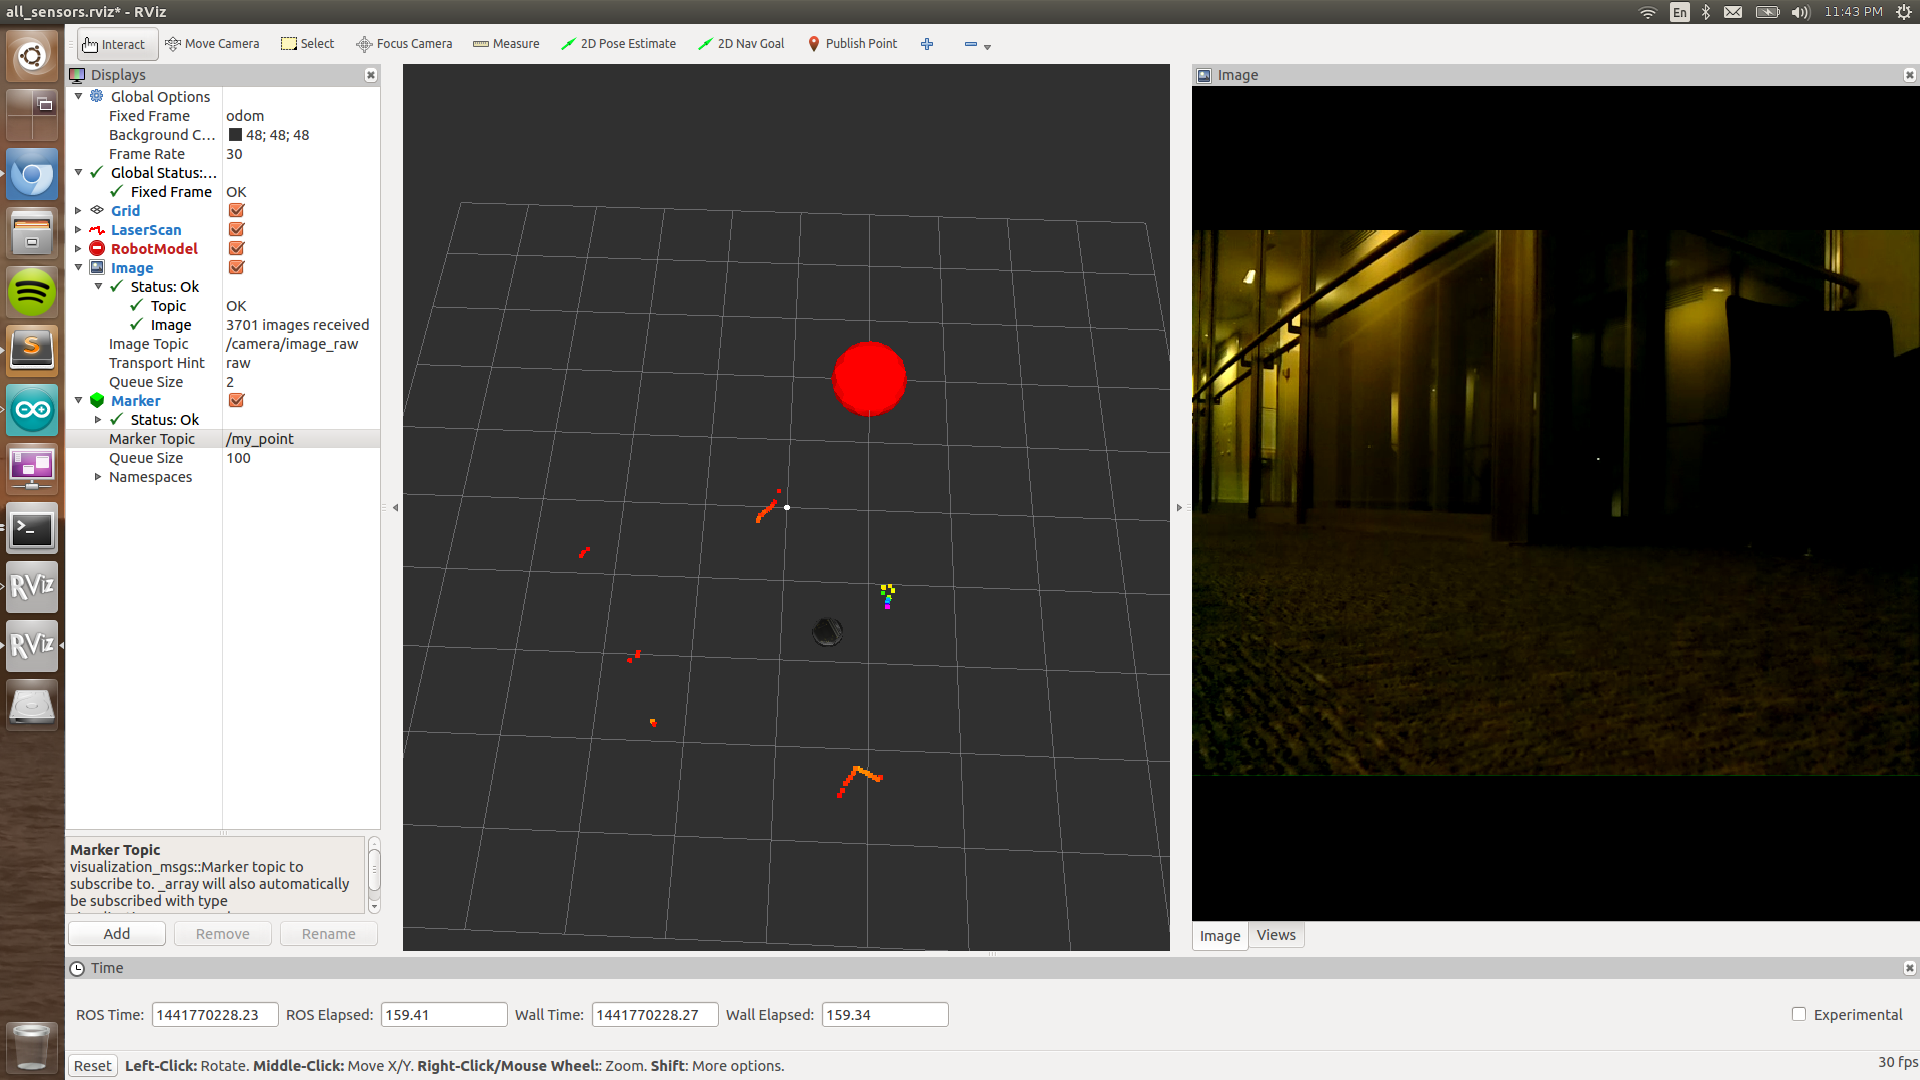 all_sensors.rviz* - RViz
En
11:43 PM
Interact
Move Camera
Select
Focus Camera
Measure
2D Pose Estimate
2D Nav Goal
Publish Point
Displays
Global Options
Fixed Frame odom
Background C... 48; 48; 48
Frame Rate 30
Global Status:...
Fixed Frame OK
Grid
LaserScan
RobotModel
Image
Status: Ok
Topic OK
Image 3701 images received
Image Topic /camera/image_raw
Transport Hint raw
Queue Size 2
Marker
Status: Ok
Marker Topic /my_point
Queue Size 100
Namespaces
Marker Topic
visualization_msgs::Marker topic to
subscribe to. _array will also automatically
be subscribed with type
Add Remove Rename
Image
Image Views
Time
ROS Time: 1441770228.23 ROS Elapsed: 159.41 Wall Time: 1441770228.27 Wall Elapsed: 159.34
Experimental
Reset Left-Click: Rotate. Middle-Click: Move X/Y. Right-Click/Mouse Wheel:: Zoom. Shift: More options.
30 fps
S
>_
RViz
RViz